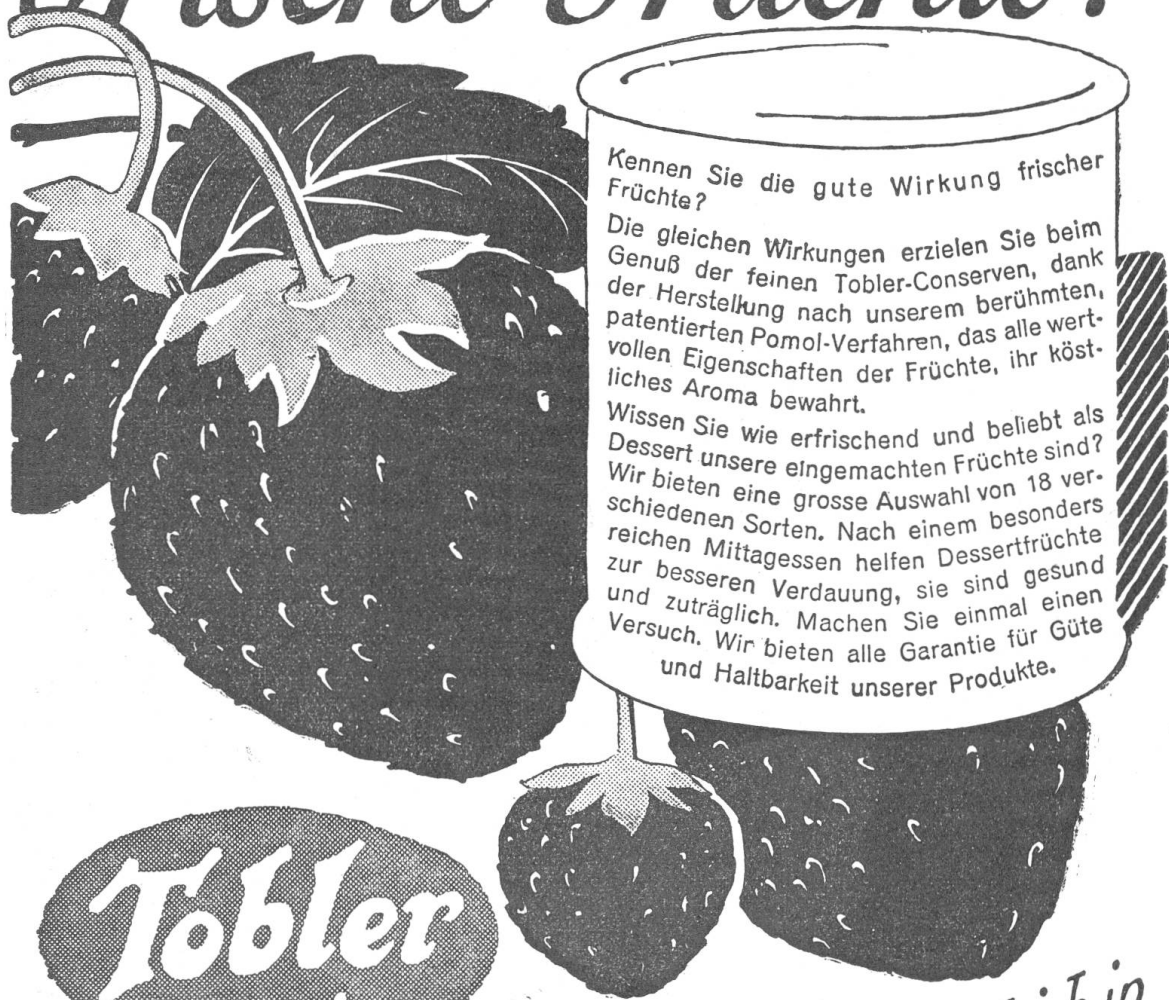 Kennen Sie die gute Wirkung frischer
Früchte?
Die gleichen Wirkungen erzielen Sie beim
Genuß der feinen Tobler-Conserven, dank
der Herstellung nach unserem berühmten,
patentierten Pomol-Verfahren, das alle wert-
vollen Eigenschaften der Früchte, ihr köst-
liches Aroma bewahrt.
Wissen Sie wie erfrischend und beliebt als
Dessert unsere eingemachten Früchte sind?
Wir bieten eine grosse Auswahl von 18 ver-
schiedenen Sorten. Nach einem besonders
reichen Mittagessen helfen Dessertfrüchte
zur besseren Verdauung, sie sind gesund
und zuträglich. Machen Sie einmal einen
Versuch. Wir bieten alle Garantie für Güte
und Haltbarkeit unserer Produkte.
Tobler